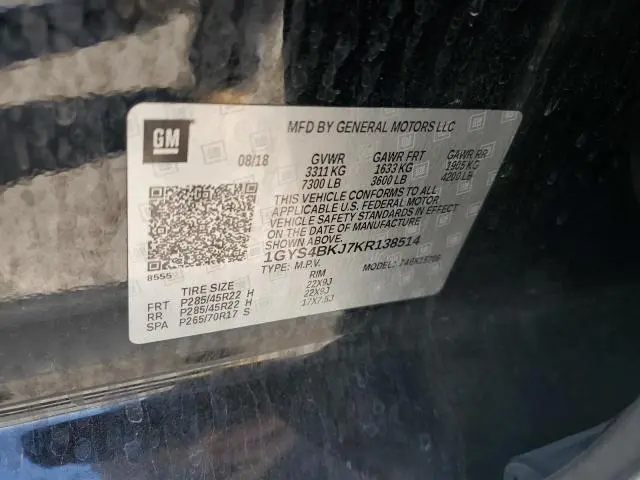 GM
MFD BY GENERAL MOTORS LLC
08/18 GVWR GAWR FRT GAWR RR
3311 KG 1633 KG 1905 KG
7300 LB 3600 LB 4200 LB
THIS VEHICLE CONFORMS TO ALL
APPLICABLE U.S. FEDERAL MOTOR
VEHICLE SAFETY STANDARDS IN EFFECT
ON THE DATE OF MANUFACTURE
SHOWN ABOVE.
1GYS4BKJ7KR138514
8555 TYPE: M.P.V. MODEL:
TIRE SIZE RIM
FRT P285/45R22 H 22X9J
RR P285/45R22 H 22X9J
SPA P265/70R17 S 17X7.5J